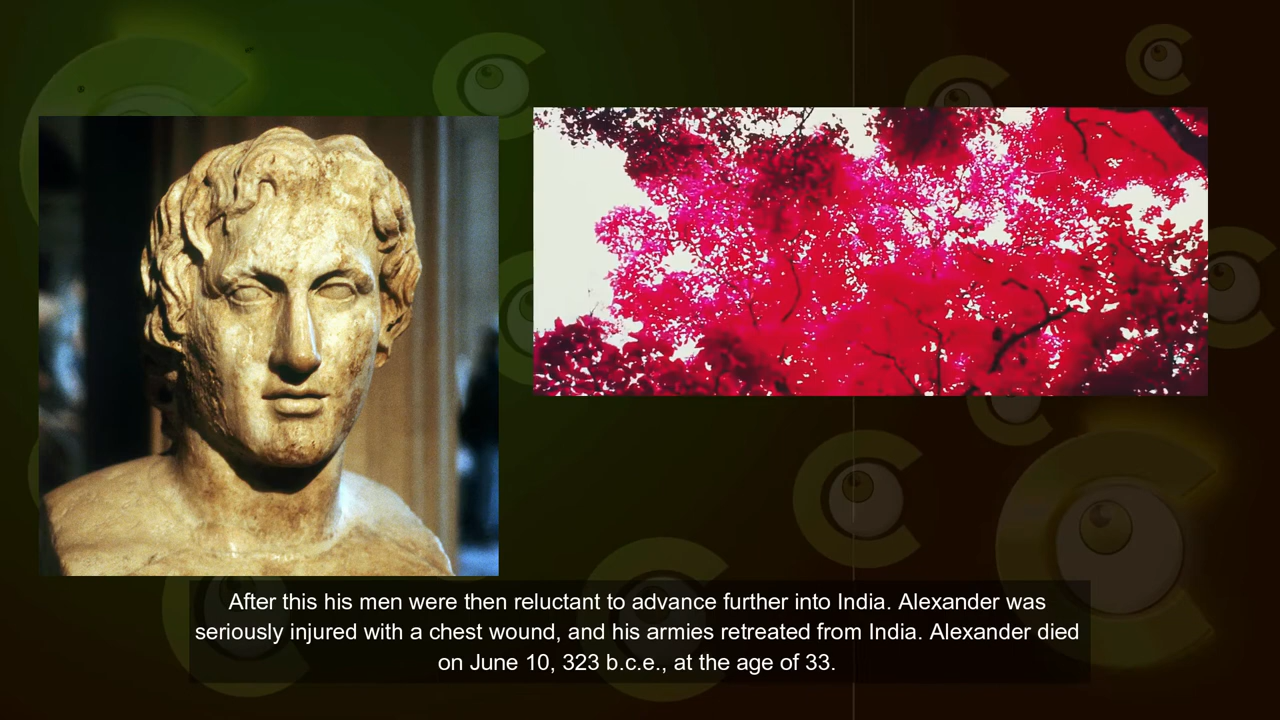 After this his men were then reluctant to advance further into India. Alexander was
seriously injured with a chest wound, and his armies retreated from India. Alexander died
on June 10, 323 b.c.e., at the age of 33.